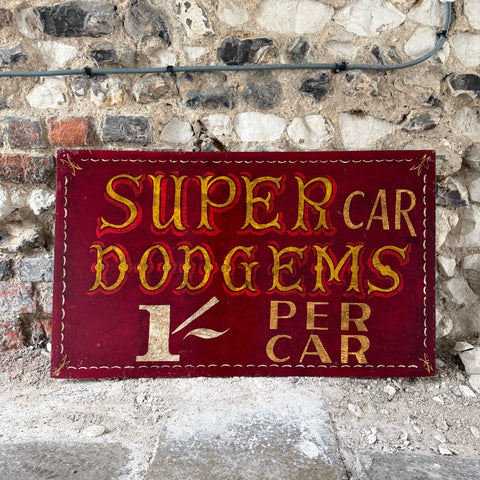 SUPER CAR
DODGEMS
1/- PER
CAR